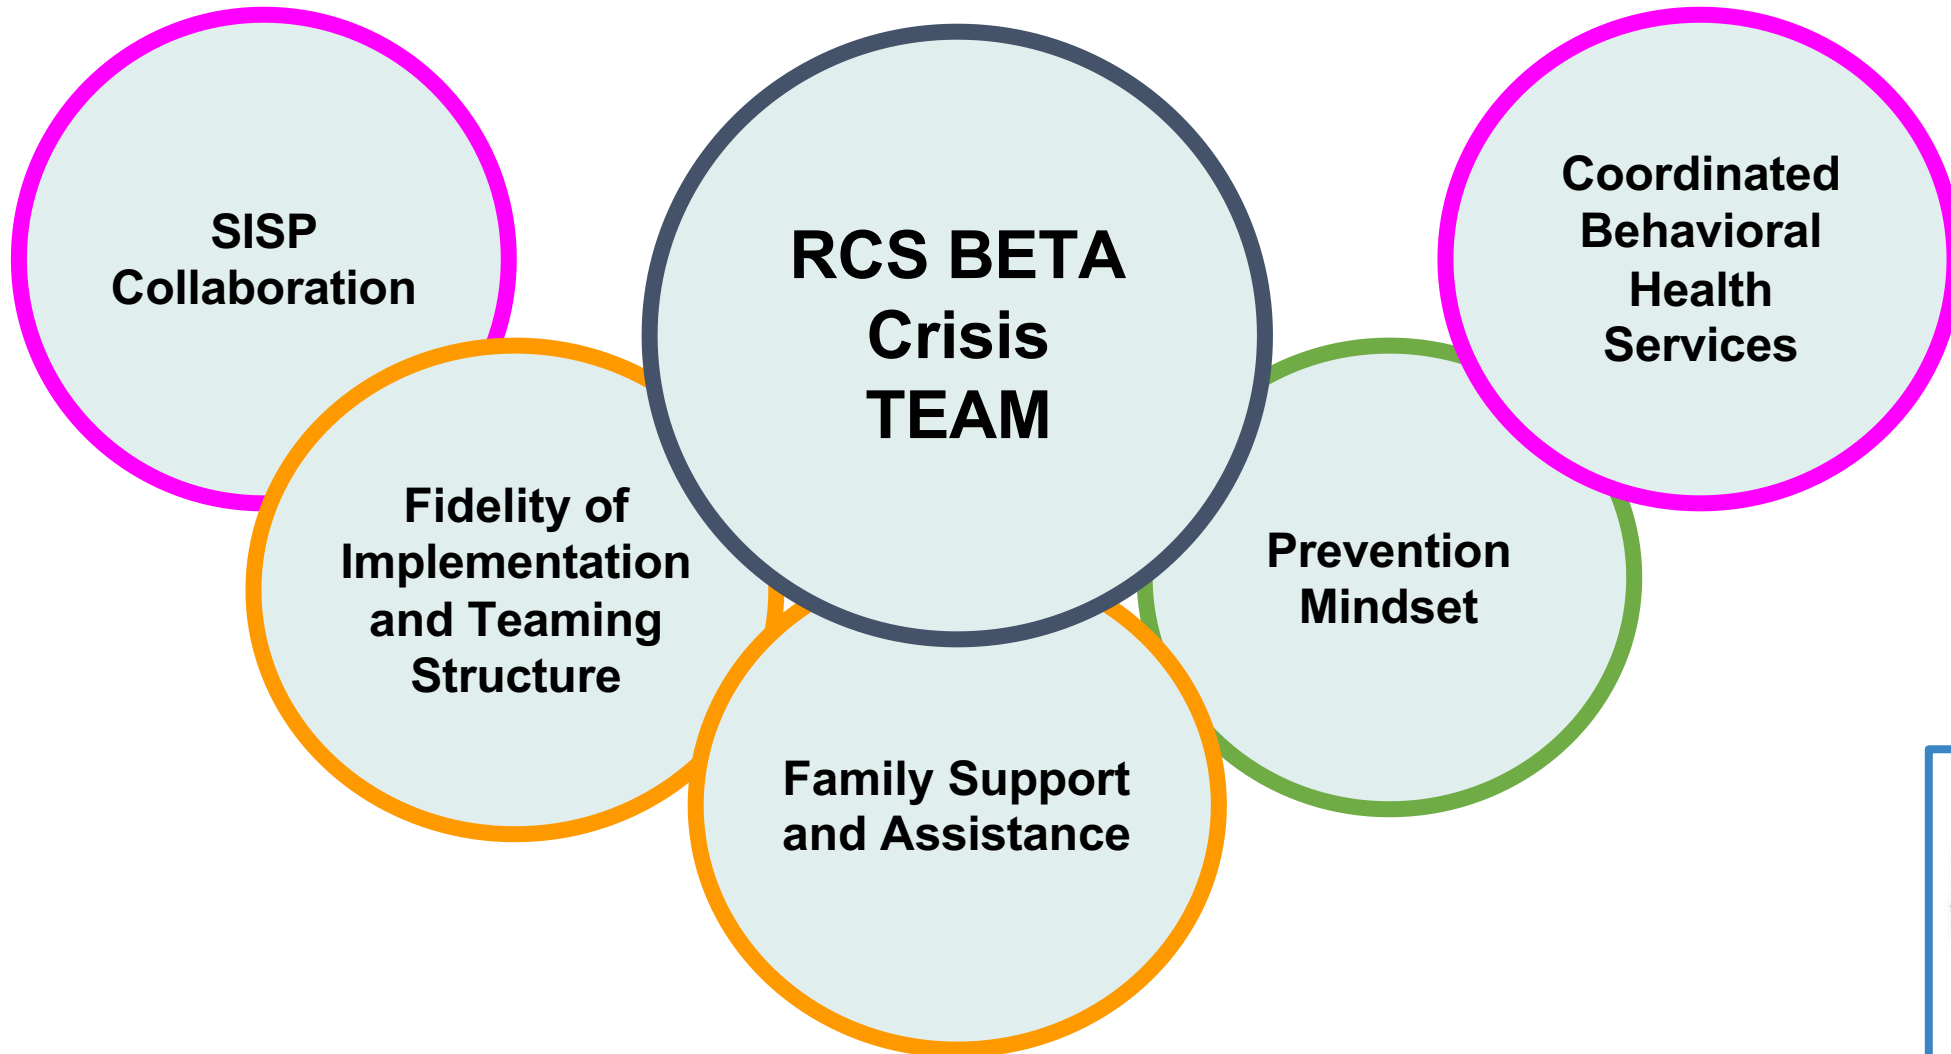 SISP
Collaboration
RCS BETA
Crisis
TEAM
Coordinated
Behavioral
Health
Services
Fidelity of
Implementation
and Teaming
Structure
Prevention
Mindset
Family Support
and Assistance